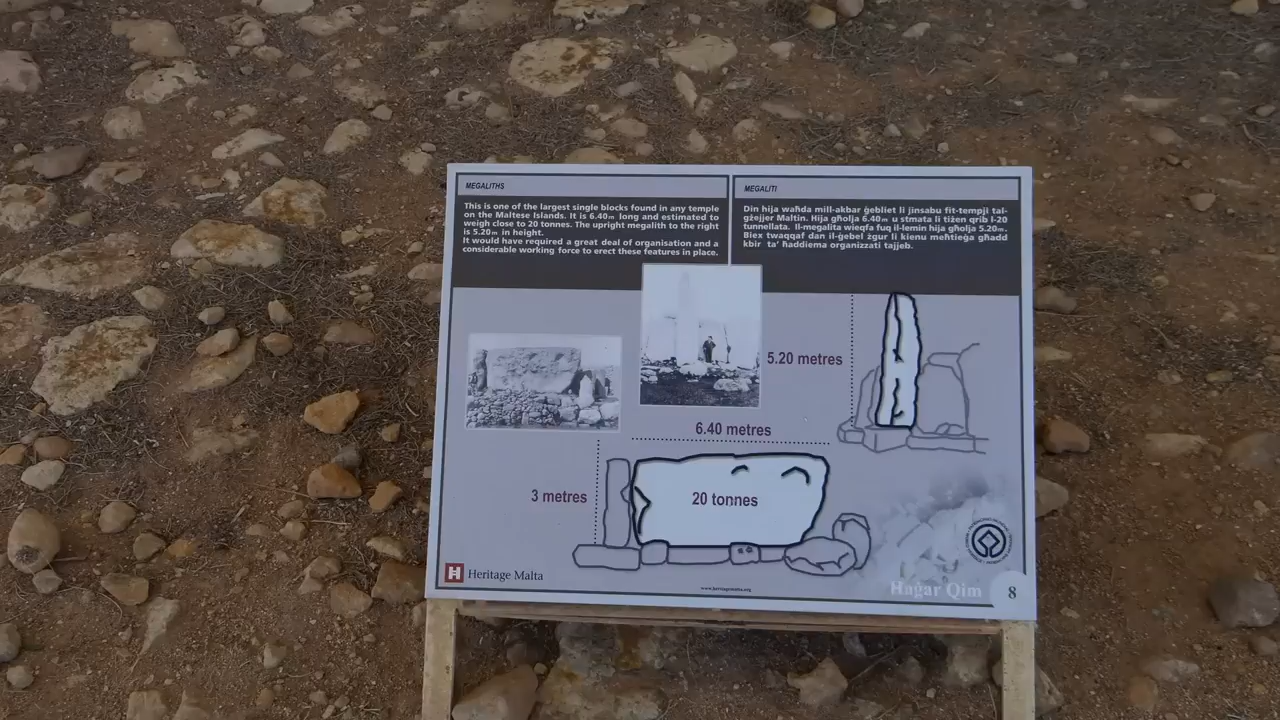 MEGALITHS
This is one of the largest single blocks found in any temple
on the Maltese Islands. It is 6.40m long and estimated to
weigh close to 20 tonnes. The upright megalith to the right
is 5.20m in height.
It would have required a great deal of organisation and a
considerable working force to erect these features in place.
MEGALITI
Din hija waħda mill-akbar ġebliet li jinsabu fit-tempji tal-
gżejjer Maltin. Hija għolja 6.40m u stmata li tiżen qrib l-20
tunnellata. Il-megalita wieqfa fuq il-lemin hija għolja 5.20m.
Biex twaqqaf dan il-ġebel żgur li kienu meħtieġa għadd
kbir ta' ħaddiema organizzati tajjeb.
5.20 metres
6.40 metres
3 metres
20 tonnes
Heritage Malta
www.heritagemalta.org
Ħaġar Qim
8